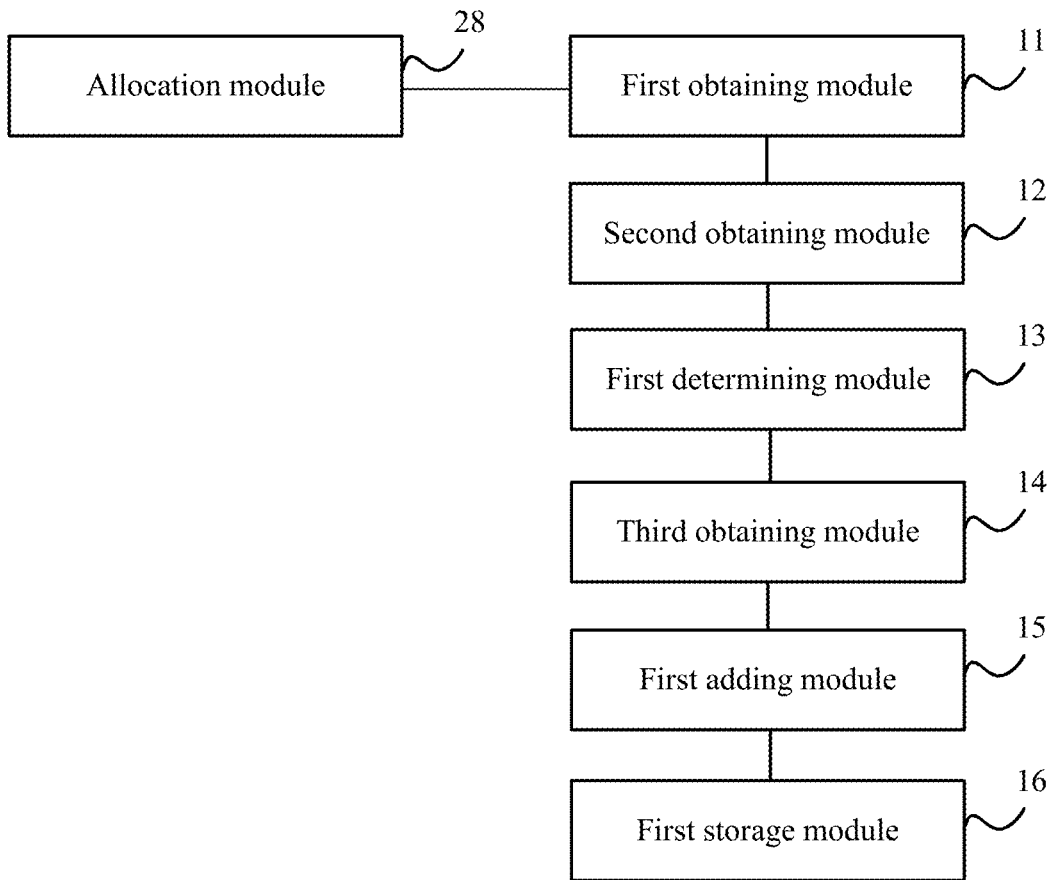 28
Allocation module
11
First obtaining module
12
Second obtaining module
13
First determining module
14
Third obtaining module
15
First adding module
16
First storage module